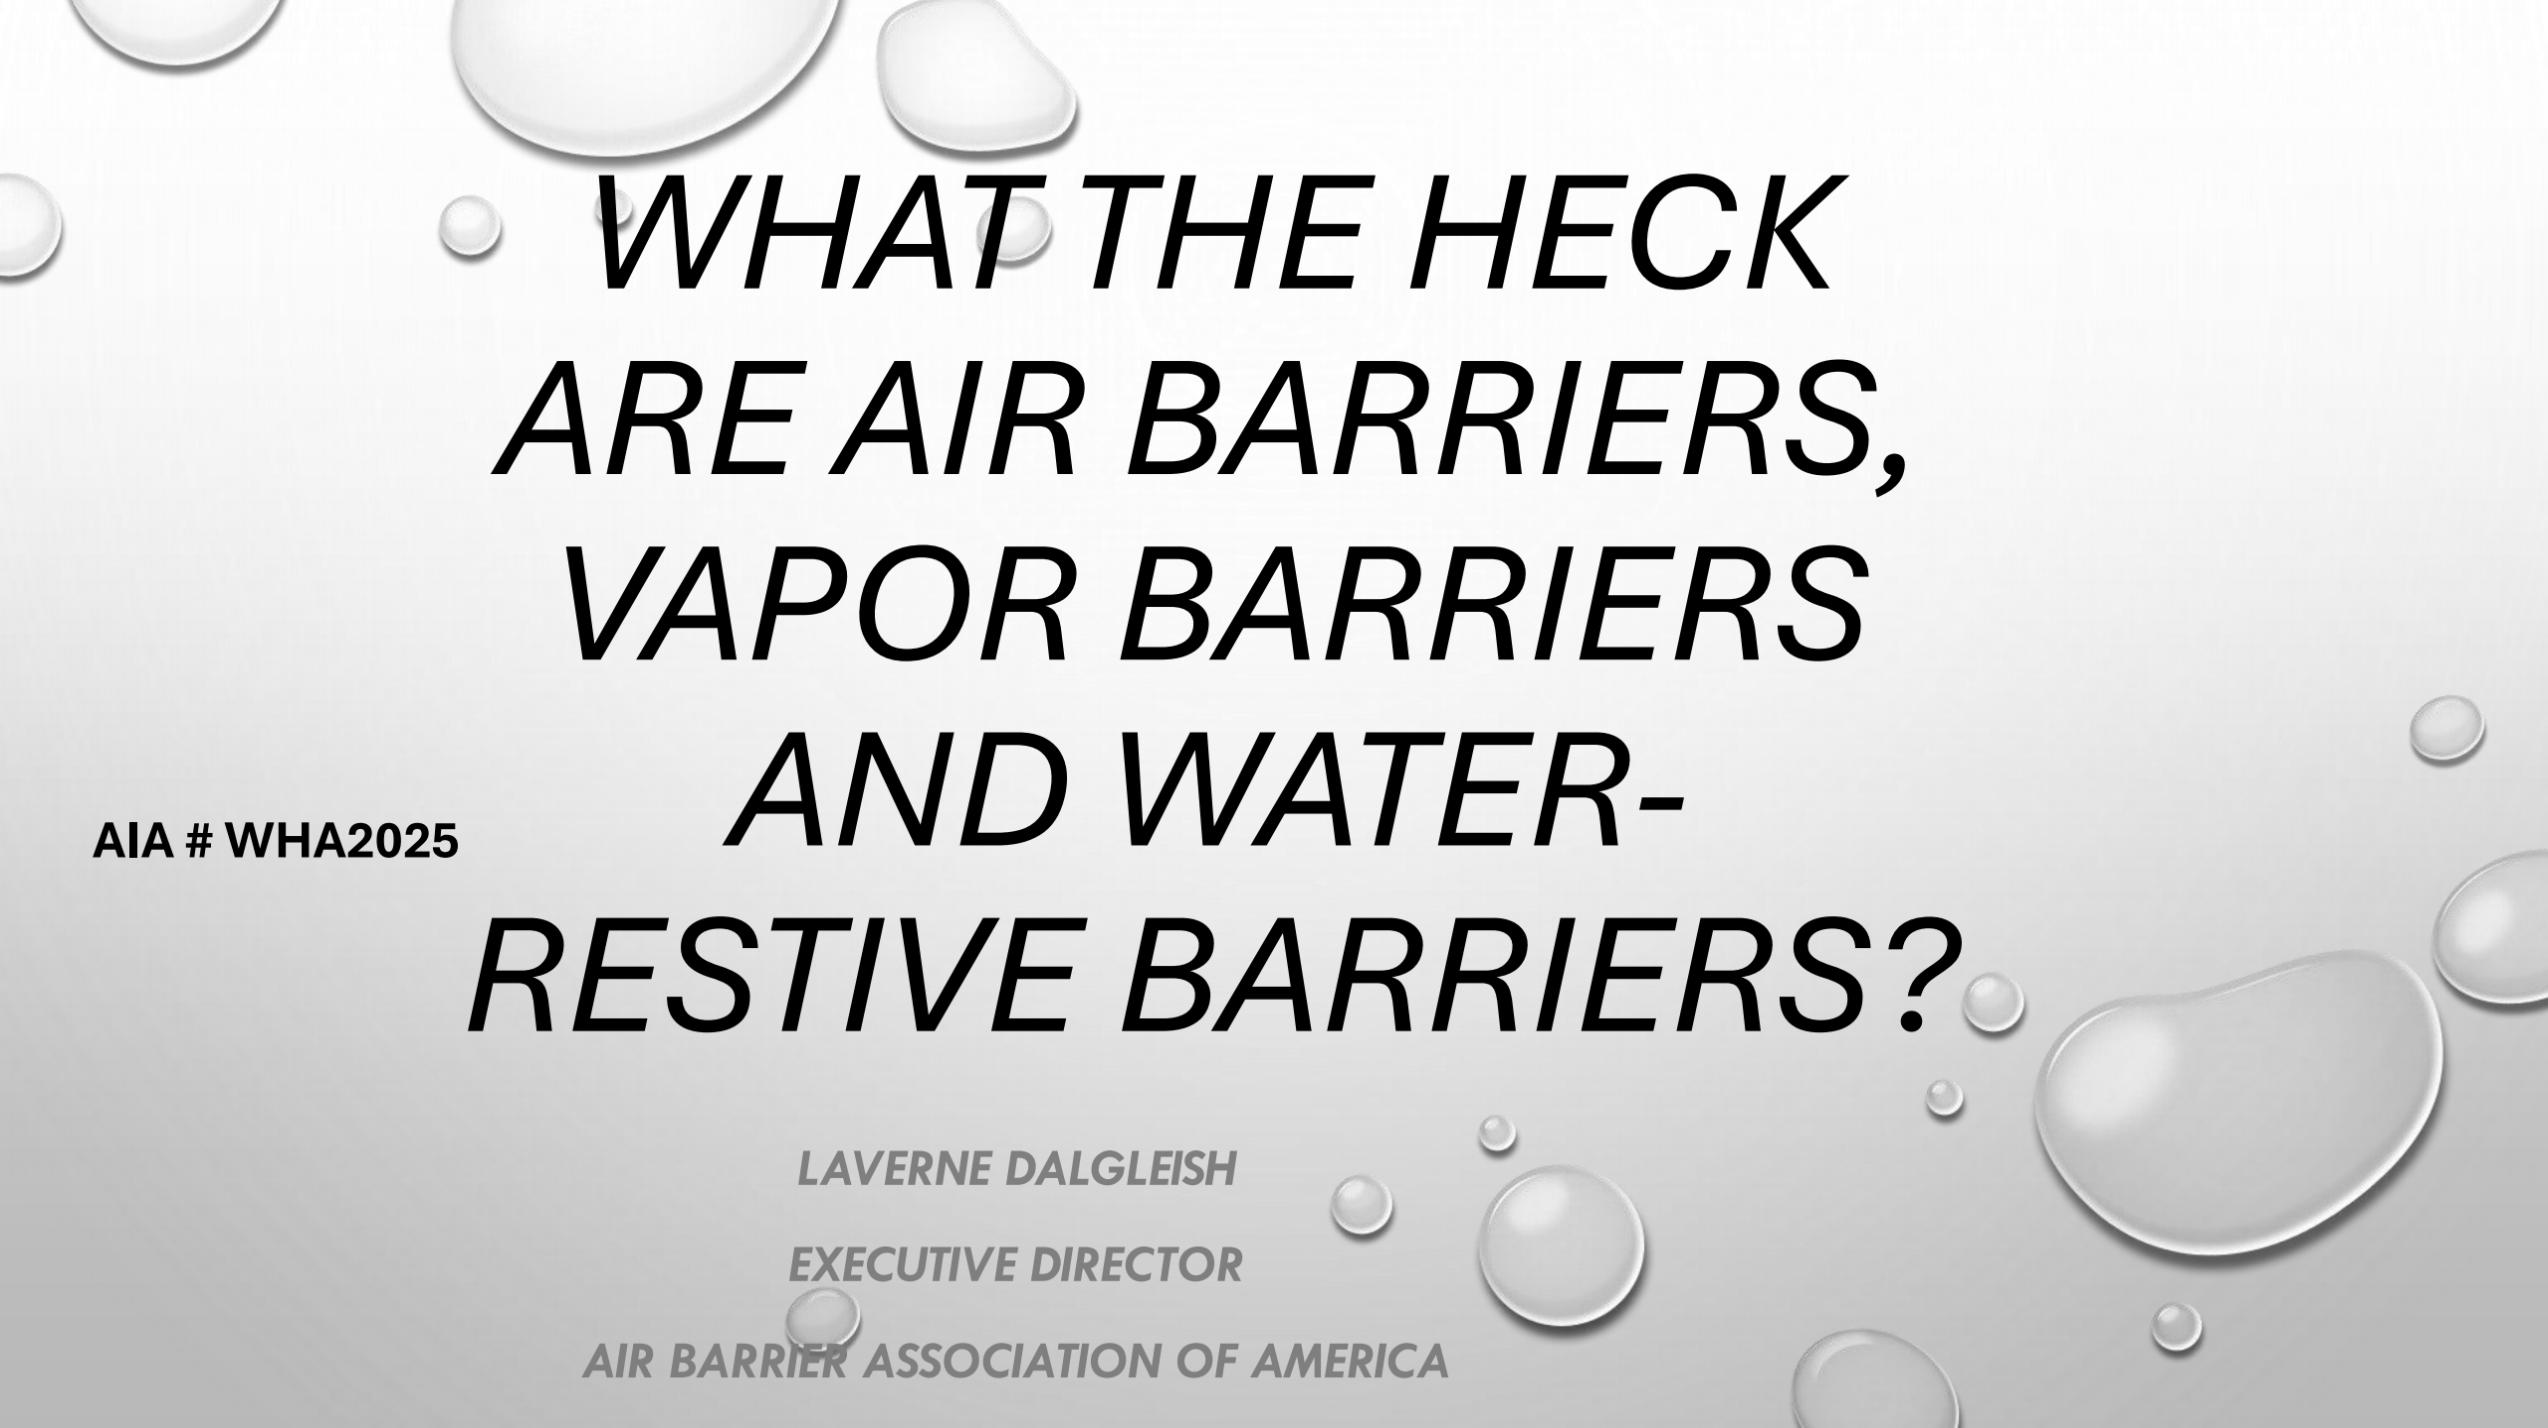 WHAT THE HECK
ARE AIR BARRIERS,
VAPOR BARRIERS
AND WATER-
RESTIVE BARRIERS?
AIA # WHA2025
LAVERNE DALGLEISH
EXECUTIVE DIRECTOR
AIR BARRIER ASSOCIATION OF AMERICA